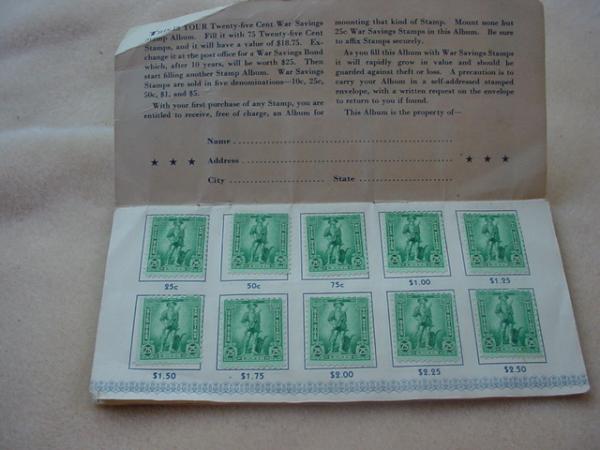 This is YOUR Twenty-five Cent War Savings
Stamp Album. Fill it with 75 Twenty-five Cent
Stamps, and it will have a value of $18.75. Ex-
change it at the post office for a War Savings Bond
which, after 10 years, will be worth $25. Then
start filling another Stamp Album. War Savings
Stamps are sold in five denominations—10c, 25c,
50c, $1, and $5.
With your first purchase of any Stamp, you are
entitled to receive, free of charge, an Album for
mounting that kind of Stamp. Mount none but
25c War Savings Stamps in this Album. Be sure
to affix Stamps securely.
As you fill this Album with War Savings Stamps
it will rapidly grow in value and should be
guarded against theft or loss. A precaution is to
carry your Album in a self-addressed stamped
envelope, with a written request on the envelope
to return to you if found.
This Album is the property of—
Name
★ ★ ★ Address ★ ★ ★
City State
25c 50c 75c $1.00 $1.25
$1.50 $1.75 $2.00 $2.25 $2.50